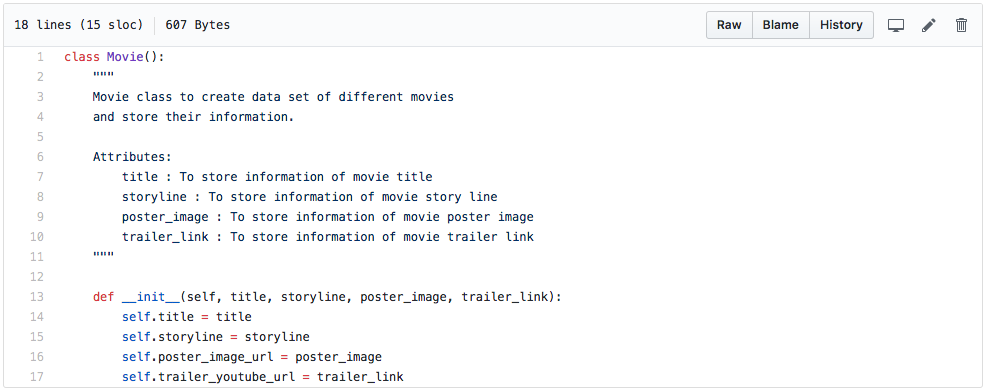 18 lines (15 sloc) 607 Bytes Raw Blame History
1 class Movie():
2 """
3 Movie class to create data set of different movies
4 and store their information.
5
6 Attributes:
7 title : To store information of movie title
8 storyline : To store information of movie story line
9 poster_image : To store information of movie poster image
10 trailer_link : To store information of movie trailer link
11 """
12
13 def __init__(self, title, storyline, poster_image, trailer_link):
14 self.title = title
15 self.storyline = storyline
16 self.poster_image_url = poster_image
17 self.trailer_youtube_url = trailer_link